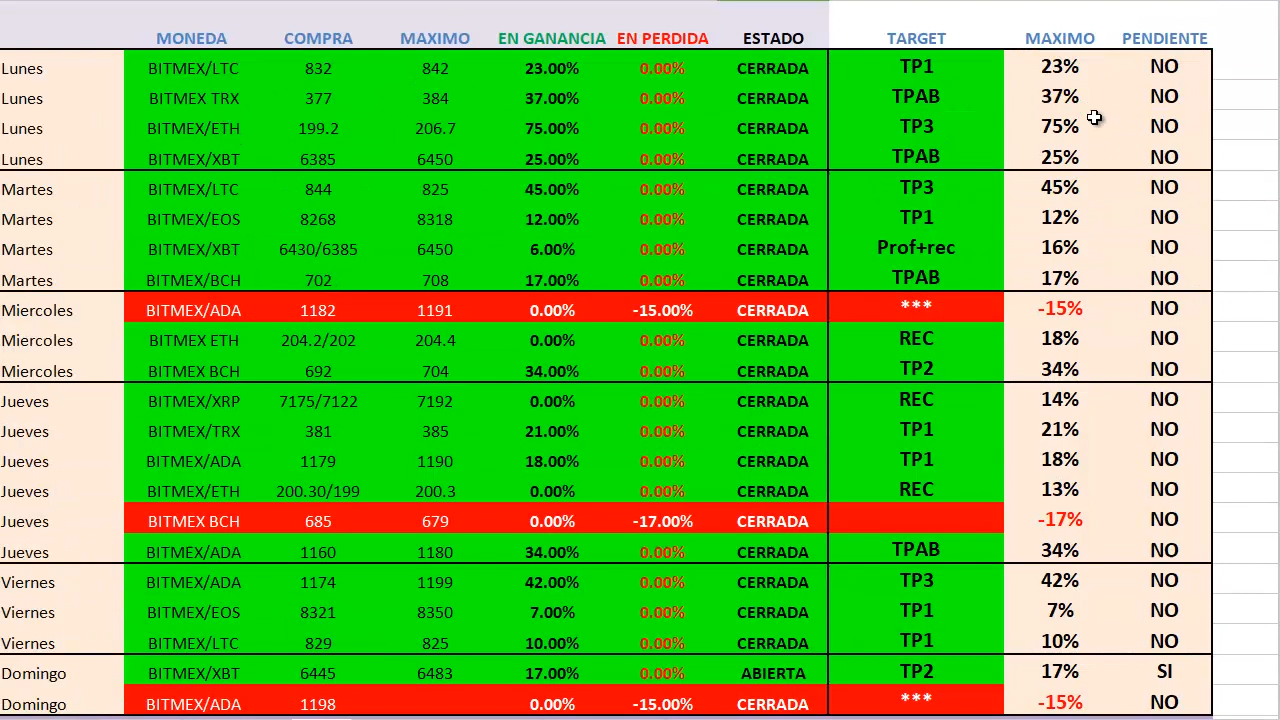 MONEDA COMPRA MAXIMO EN GANANCIA EN PERDIDA ESTADO TARGET MAXIMO PENDIENTE
Lunes BITMEX/LTC 832 842 23.00% 0.00% CERRADA TP1 23% NO
Lunes BITMEX TRX 377 384 37.00% 0.00% CERRADA TPAB 37% NO
Lunes BITMEX/ETH 199.2 206.7 75.00% 0.00% CERRADA TP3 75% NO
Lunes BITMEX/XBT 6385 6450 25.00% 0.00% CERRADA TPAB 25% NO
Martes BITMEX/LTC 844 825 45.00% 0.00% CERRADA TP3 45% NO
Martes BITMEX/EOS 8268 8318 12.00% 0.00% CERRADA TP1 12% NO
Martes BITMEX/XBT 6430/6385 6450 6.00% 0.00% CERRADA Prof+rec 16% NO
Martes BITMEX/BCH 702 708 17.00% 0.00% CERRADA TPAB 17% NO
Miercoles BITMEX/ADA 1182 1191 0.00% -15.00% CERRADA *** -15% NO
Miercoles BITMEX ETH 204.2/202 204.4 0.00% 0.00% CERRADA REC 18% NO
Miercoles BITMEX BCH 692 704 34.00% 0.00% CERRADA TP2 34% NO
Jueves BITMEX/XRP 7175/7122 7192 0.00% 0.00% CERRADA REC 14% NO
Jueves BITMEX/TRX 381 385 21.00% 0.00% CERRADA TP1 21% NO
Jueves BITMEX/ADA 1179 1190 18.00% 0.00% CERRADA TP1 18% NO
Jueves BITMEX/ETH 200.30/199 200.3 0.00% 0.00% CERRADA REC 13% NO
Jueves BITMEX BCH 685 679 0.00% -17.00% CERRADA -17% NO
Jueves BITMEX/ADA 1160 1180 34.00% 0.00% CERRADA TPAB 34% NO
Viernes BITMEX/ADA 1174 1199 42.00% 0.00% CERRADA TP3 42% NO
Viernes BITMEX/EOS 8321 8350 7.00% 0.00% CERRADA TP1 7% NO
Viernes BITMEX/LTC 829 825 10.00% 0.00% CERRADA TP1 10% NO
Domingo BITMEX/XBT 6445 6483 17.00% 0.00% ABIERTA TP2 17% SI
Domingo BITMEX/ADA 1198 0.00% -15.00% CERRADA *** -15% NO